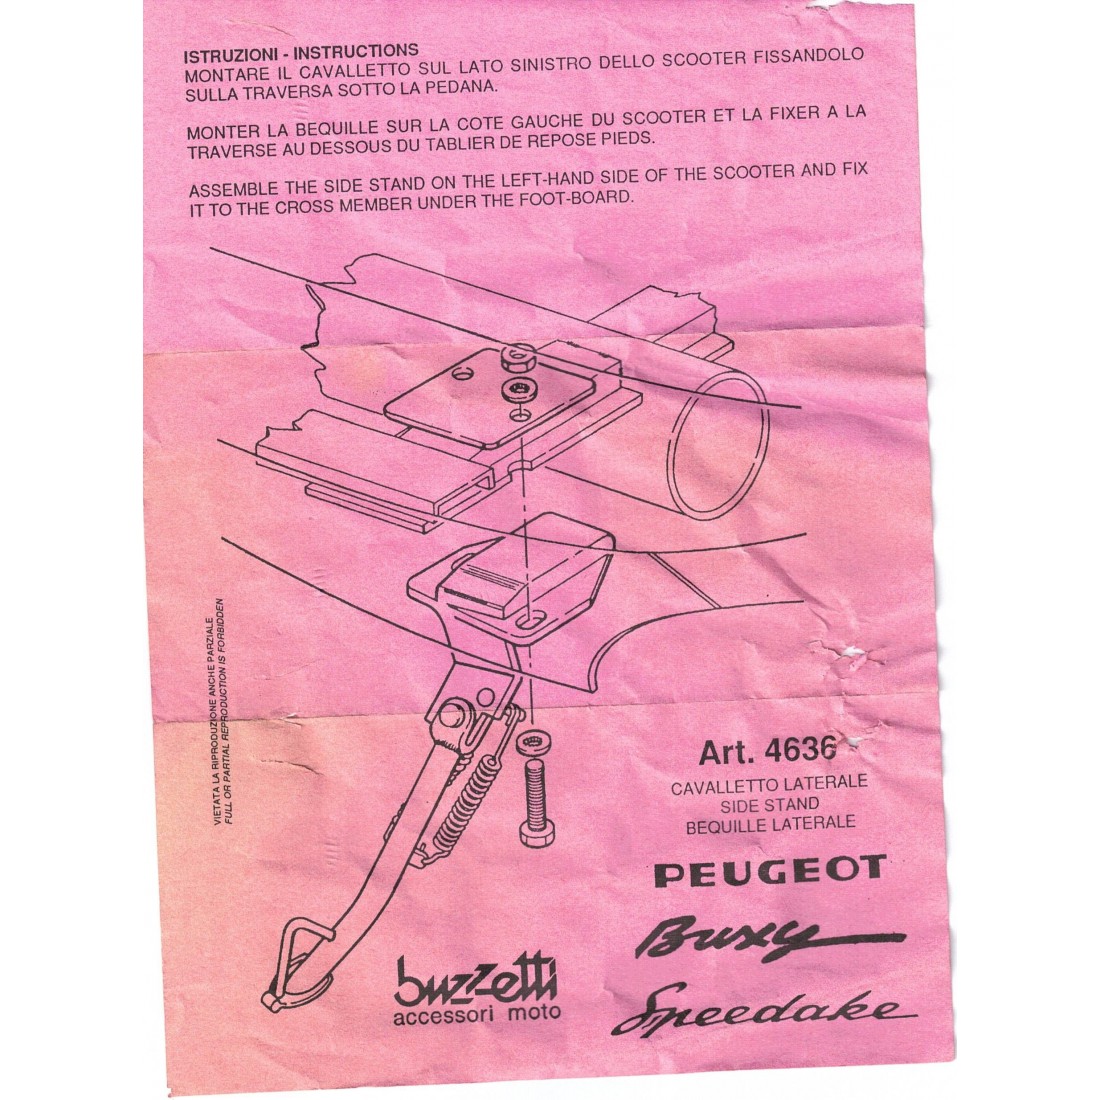 ISTRUZIONI - INSTRUCTIONS
MONTARE IL CAVALLETTO SUL LATO SINISTRO DELLO SCOOTER FISSANDOLO
SULLA TRAVERSA SOTTO LA PEDANA.
MONTER LA BEQUILLE SUR LA COTE GAUCHE DU SCOOTER ET LA FIXER A LA
TRAVERSE AU DESSOUS DU TABLIER DE REPOSE PIEDS.
ASSEMBLE THE SIDE STAND ON THE LEFT-HAND SIDE OF THE SCOOTER AND FIX
IT TO THE CROSS MEMBER UNDER THE FOOT-BOARD.
VIETATA LA RIPRODUZIONE ANCHE PARZIALE
FULL OR PARTIAL REPRODUCTION IS FORBIDDEN
Art. 4636
CAVALLETTO LATERALE
SIDE STAND
BEQUILLE LATERALE
PEUGEOT
Buxy
Speedake
buzzetti
accessori moto